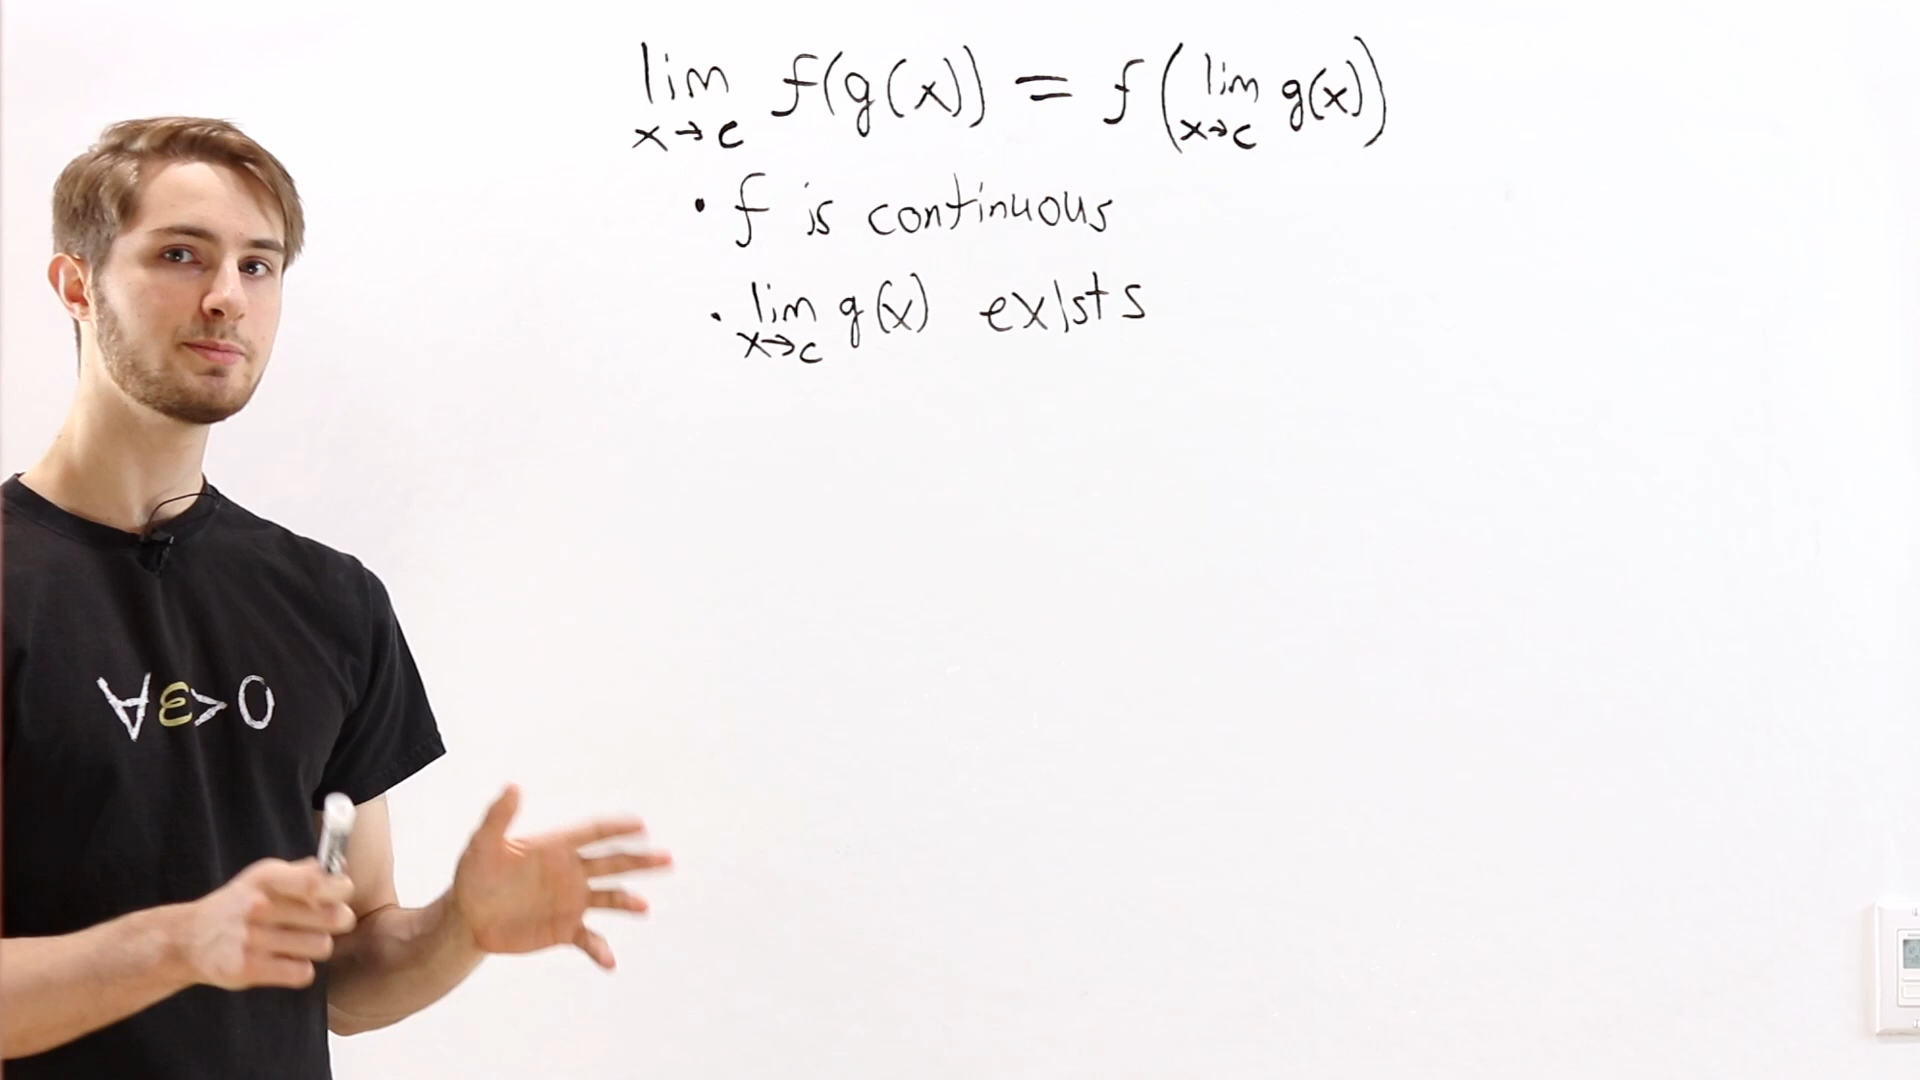 lim f(g(x)) = f(lim g(x))
x→c x→c
• f is continuous
• lim g(x) exists
x→c
∀ε>0